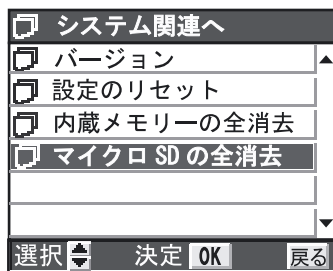 システム関連へ
バージョン
設定のリセット
内蔵メモリーの全消去
マイクロSDの全消去
選択 決定 OK 戻る